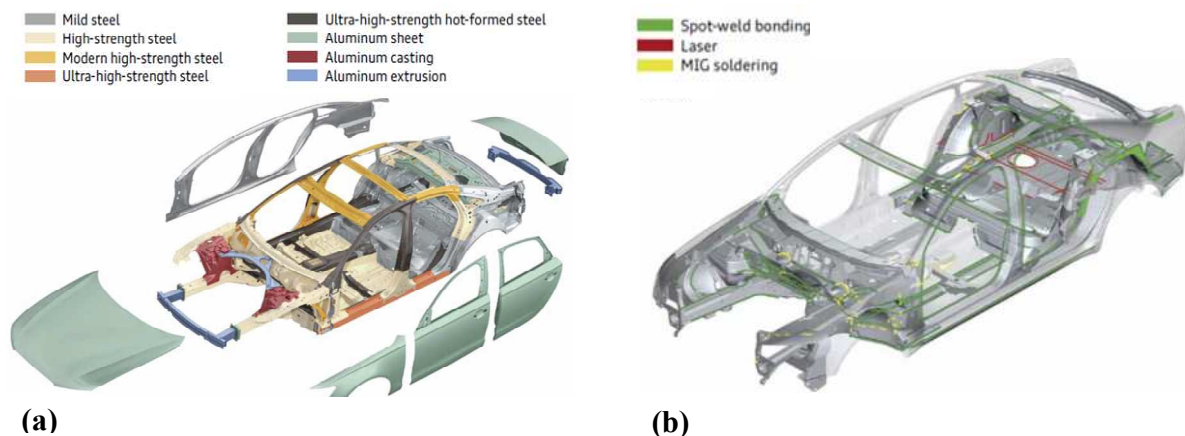 Mild steel
High-strength steel
Modern high-strength steel
Ultra-high-strength steel
Ultra-high-strength hot-formed steel
Aluminum sheet
Aluminum casting
Aluminum extrusion
Spot-weld bonding
Laser
MIG soldering
(a)
(b)